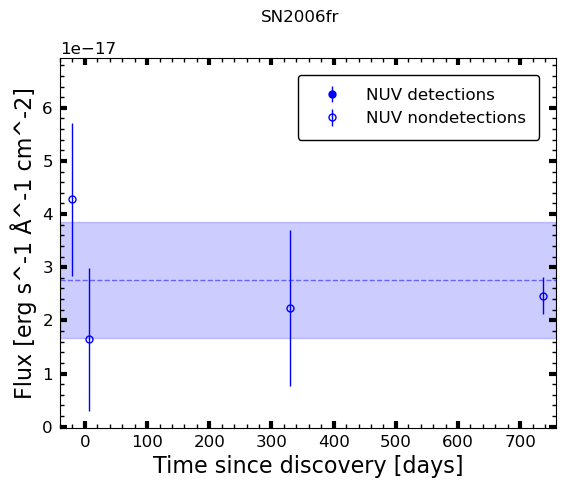 SN2006fr
1e−17
NUV detections
NUV nondetections
6
5
4
3
2
1
0
Flux [erg s^-1 Å^-1 cm^-2]
0 100 200 300 400 500 600 700
Time since discovery [days]